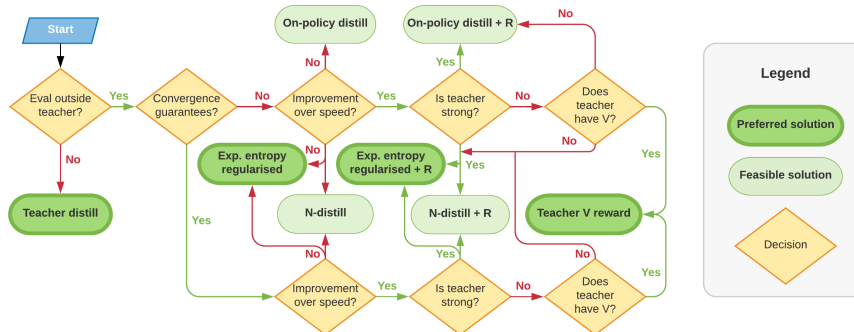 Start
On-policy distill
On-policy distill + R
No
No
Yes
Eval outside
teacher?
Yes
Convergence
guarantees?
No
Improvement
over speed?
Yes
Is teacher
strong?
No
Does
teacher
have V?
No
No
Exp. entropy
regularised
Exp. entropy
regularised + R
Yes
No
Yes
Teacher distill
N-distill
N-distill + R
Teacher V reward
Yes
No
Yes
No
Yes
Improvement
over speed?
Yes
Is teacher
strong?
No
Does
teacher
have V?
Legend
Preferred solution
Feasible solution
Decision